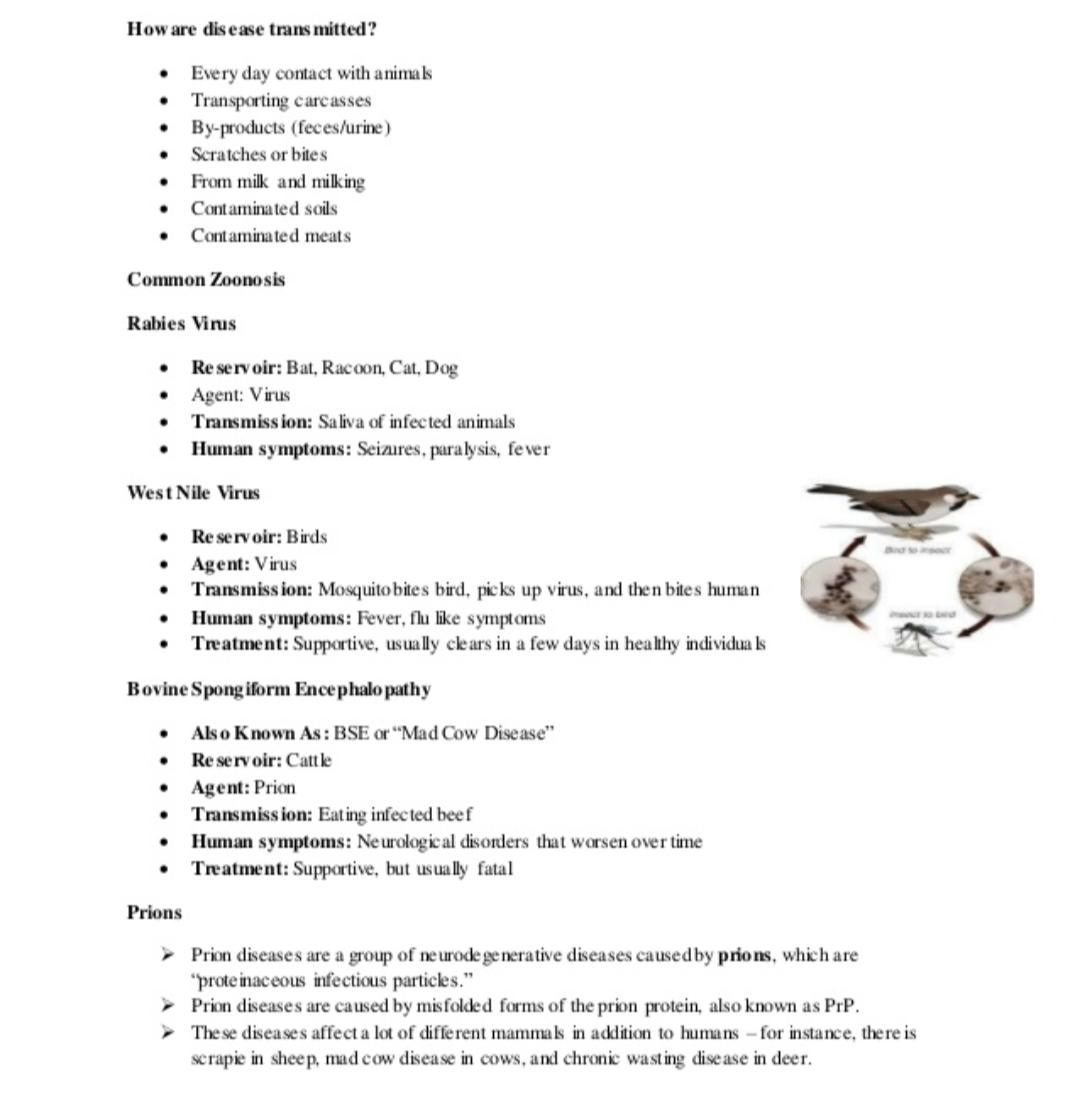 How are disease transmitted?
• Every day contact with animals
• Transporting carcasses
• By-products (feces/urine)
• Scratches or bites
• From milk and milking
• Contaminated soils
• Contaminated meats
Common Zoonosis
Rabies Virus
• Reservoir: Bat, Racoon, Cat, Dog
• Agent: Virus
• Transmission: Saliva of infected animals
• Human symptoms: Seizures, paralysis, fever
West Nile Virus
• Reservoir: Birds
• Agent: Virus
• Transmission: Mosquito bites bird, picks up virus, and then bites human
• Human symptoms: Fever, flu like symptoms
• Treatment: Supportive, usually clears in a few days in healthy individuals
Bird to insect
Insect to bird
Bovine Spongiform Encephalopathy
• Also Known As: BSE or “Mad Cow Disease”
• Reservoir: Cattle
• Agent: Prion
• Transmission: Eating infected beef
• Human symptoms: Neurological disorders that worsen over time
• Treatment: Supportive, but usually fatal
Prions
➢ Prion diseases are a group of neurodegenerative diseases caused by prions, which are
“proteinaceous infectious particles.”
➢ Prion diseases are caused by misfolded forms of the prion protein, also known as PrP.
➢ These diseases affect a lot of different mammals in addition to humans – for instance, there is
scrapie in sheep, mad cow disease in cows, and chronic wasting disease in deer.